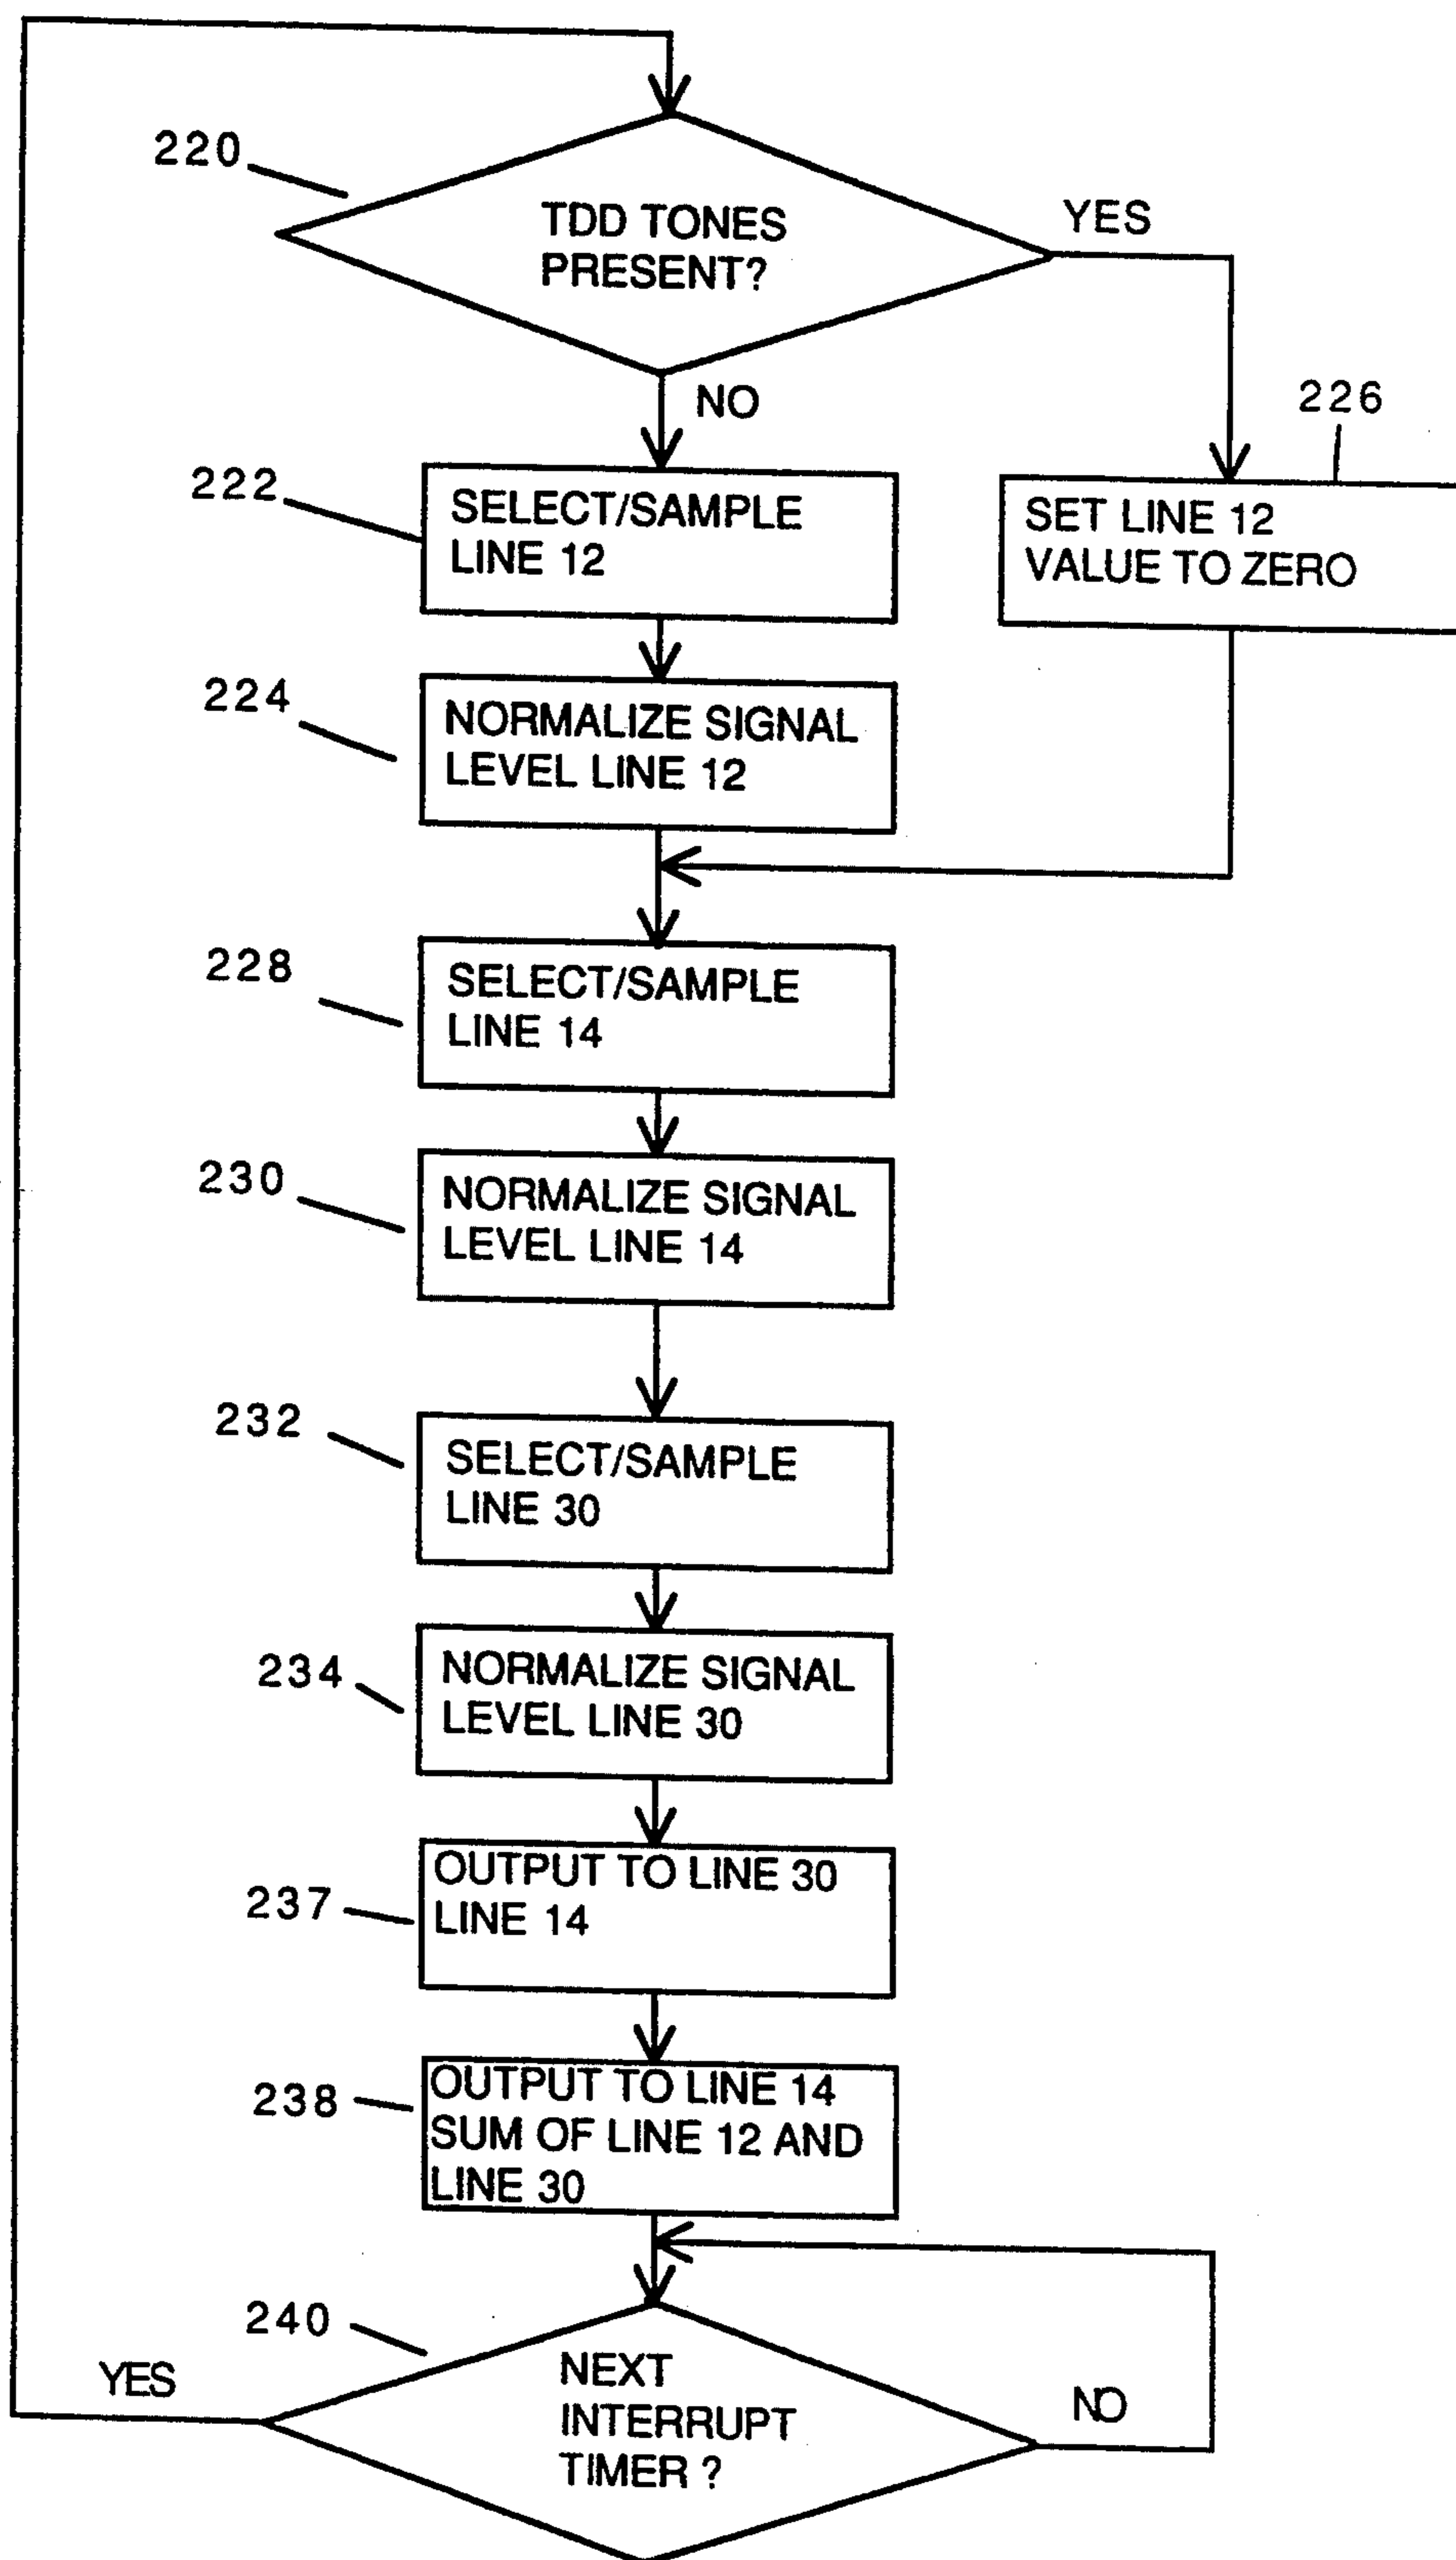 220
TDD TONES
PRESENT?
YES
NO
226
222
SELECT/SAMPLE
LINE 12
SET LINE 12
VALUE TO ZERO
224
NORMALIZE SIGNAL
LEVEL LINE 12
228
SELECT/SAMPLE
LINE 14
230
NORMALIZE SIGNAL
LEVEL LINE 14
232
SELECT/SAMPLE
LINE 30
234
NORMALIZE SIGNAL
LEVEL LINE 30
237
OUTPUT TO LINE 30
LINE 14
238
OUTPUT TO LINE 14
SUM OF LINE 12 AND
LINE 30
240
YES
NEXT
INTERRUPT
TIMER ?
NO